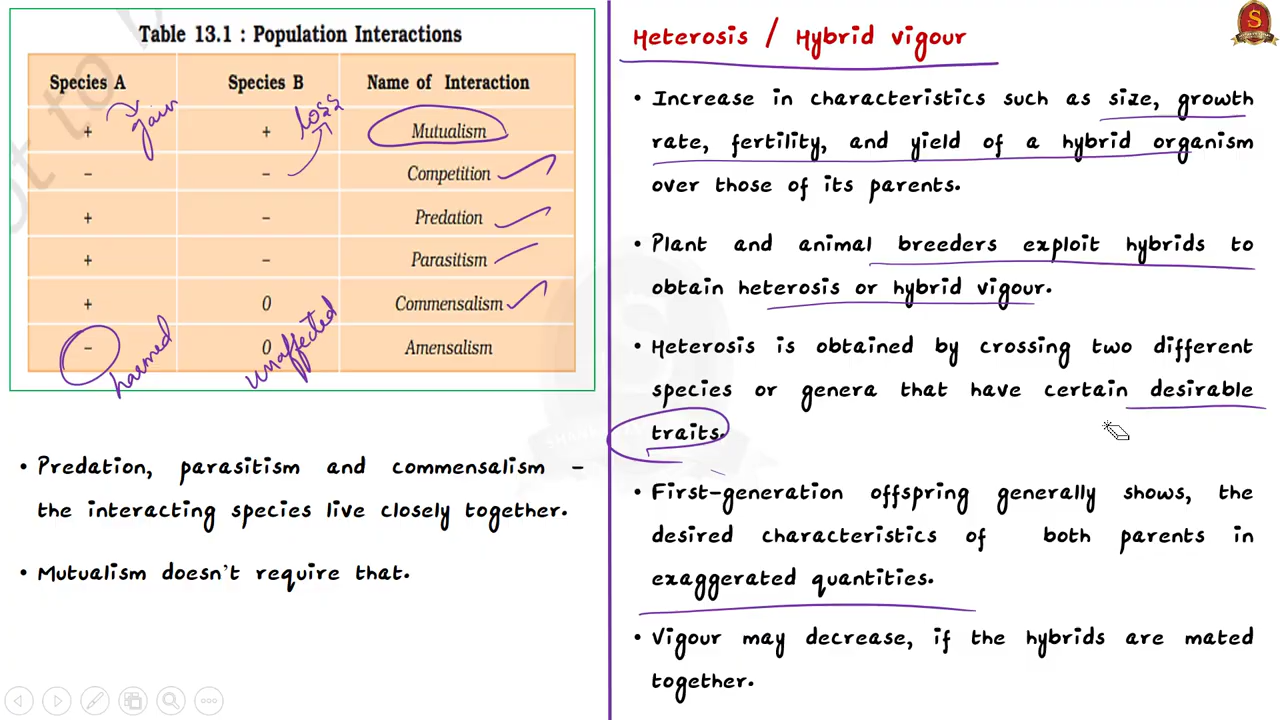 Table 13.1 : Population Interactions
Species A Species B Name of Interaction
+ + Mutualism
gain loss
– – Competition
+ – Predation
+ – Parasitism
+ 0 Commensalism
– 0 Amensalism
harmed unaffected
• Predation, parasitism and commensalism –
the interacting species live closely together.
• Mutualism doesn't require that.
Heterosis / Hybrid vigour
• Increase in characteristics such as size, growth
rate, fertility, and yield of a hybrid organism
over those of its parents.
• Plant and animal breeders exploit hybrids to
obtain heterosis or hybrid vigour.
• Heterosis is obtained by crossing two different
species or genera that have certain desirable
traits.
• First-generation offspring generally shows, the
desired characteristics of both parents in
exaggerated quantities.
• Vigour may decrease, if the hybrids are mated
together.
S